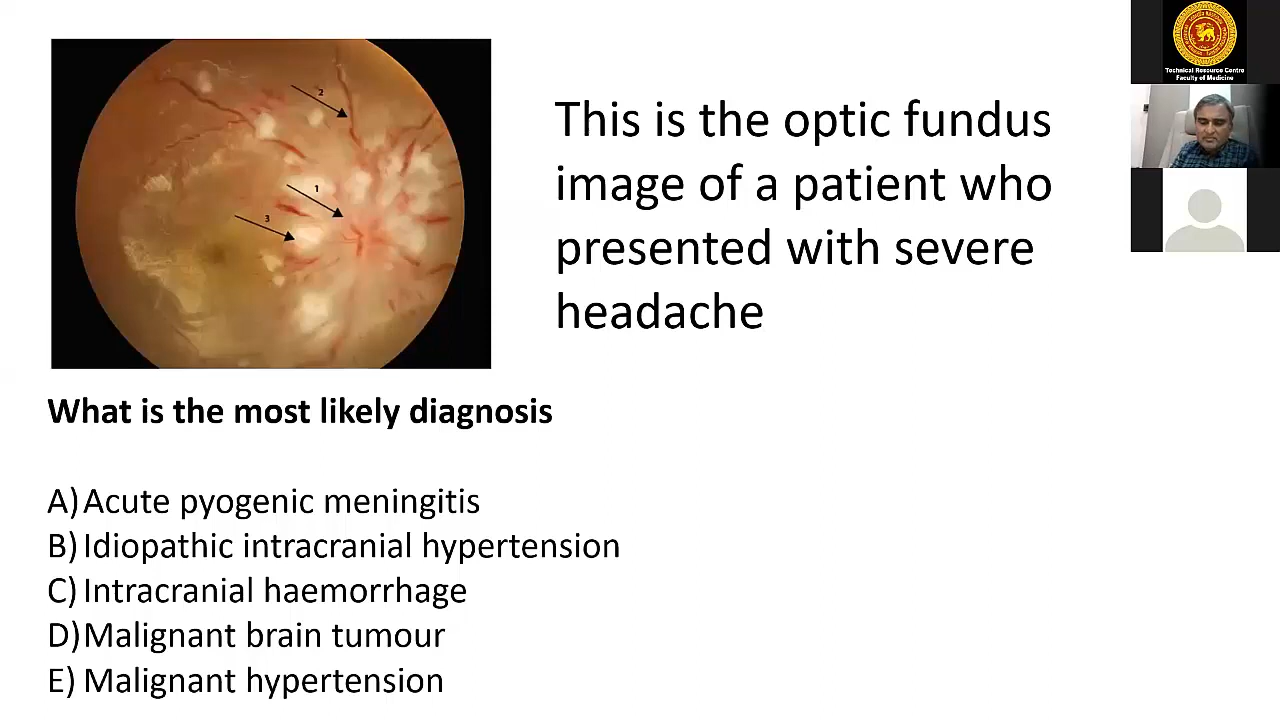 2
1
3
This is the optic fundus
image of a patient who
presented with severe
headache
Technical Resource Centre
Faculty of Medicine
What is the most likely diagnosis
A) Acute pyogenic meningitis
B) Idiopathic intracranial hypertension
C) Intracranial haemorrhage
D) Malignant brain tumour
E) Malignant hypertension